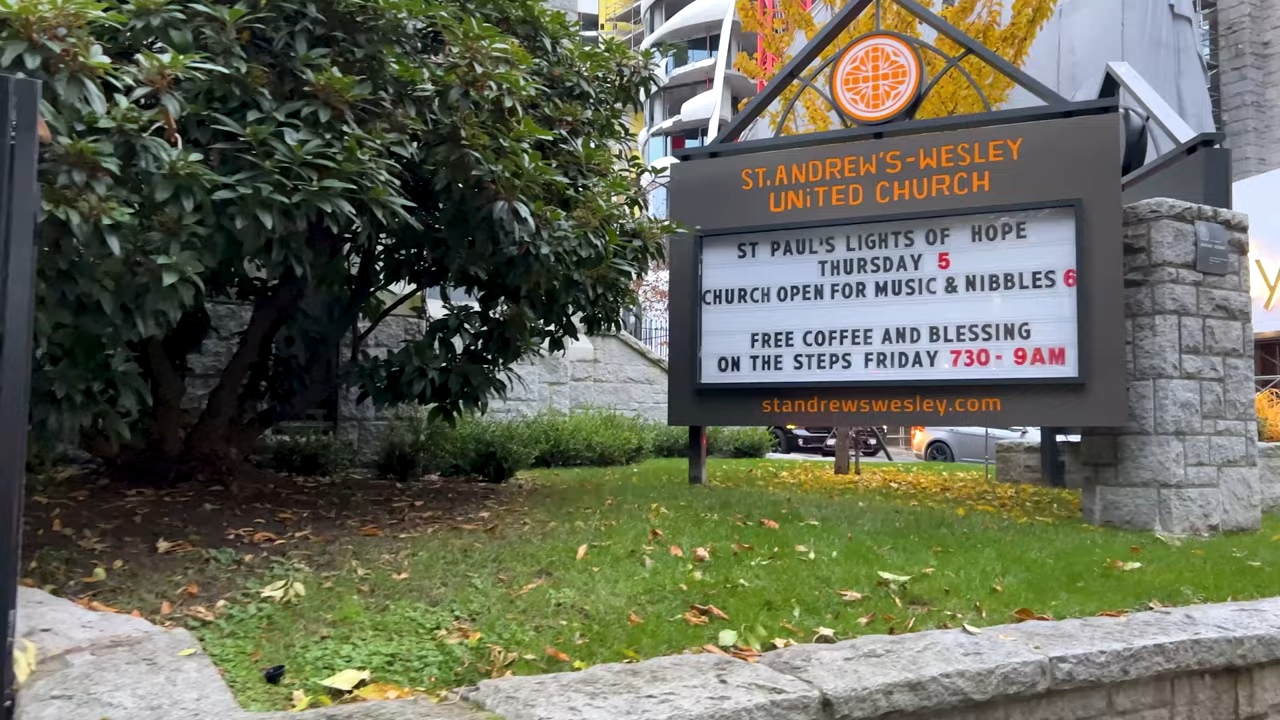 ST. ANDREW'S-WESLEY
UNiTED CHURCH
ST PAUL'S LIGHTS OF HOPE
THURSDAY 5
CHURCH OPEN FOR MUSIC & NIBBLES 6
FREE COFFEE AND BLESSING
ON THE STEPS FRIDAY 730 - 9AM
standrewswesley.com